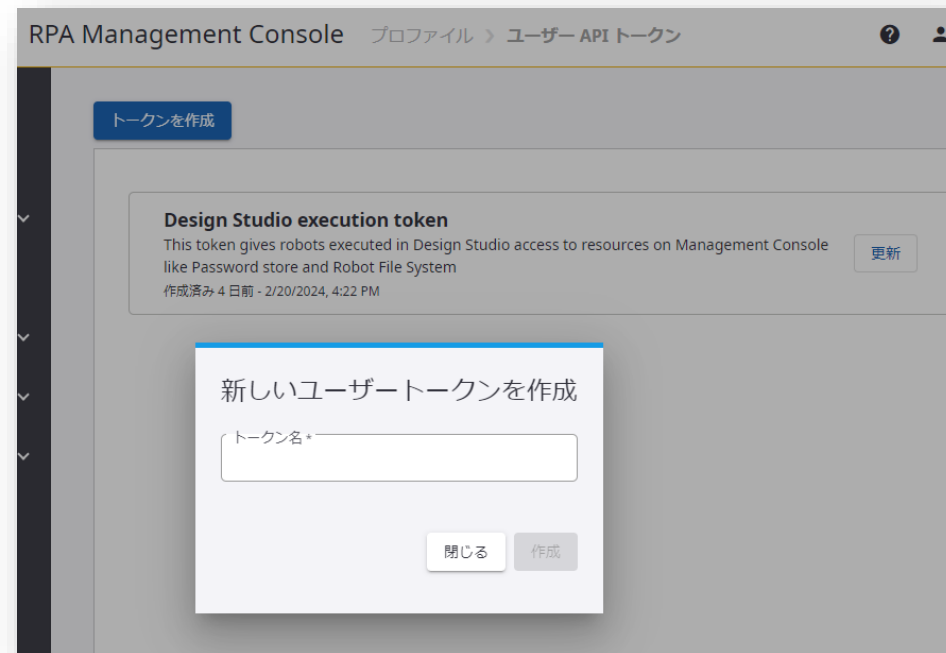 RPA Management Console プロファイル > ユーザー API トークン
トークンを作成
Design Studio execution token
This token gives robots executed in Design Studio access to resources on Management Console
like Password store and Robot File System
更新
作成済み 4 日前 - 2/20/2024, 4:22 PM
新しいユーザートークンを作成
トークン名 *
閉じる 作成